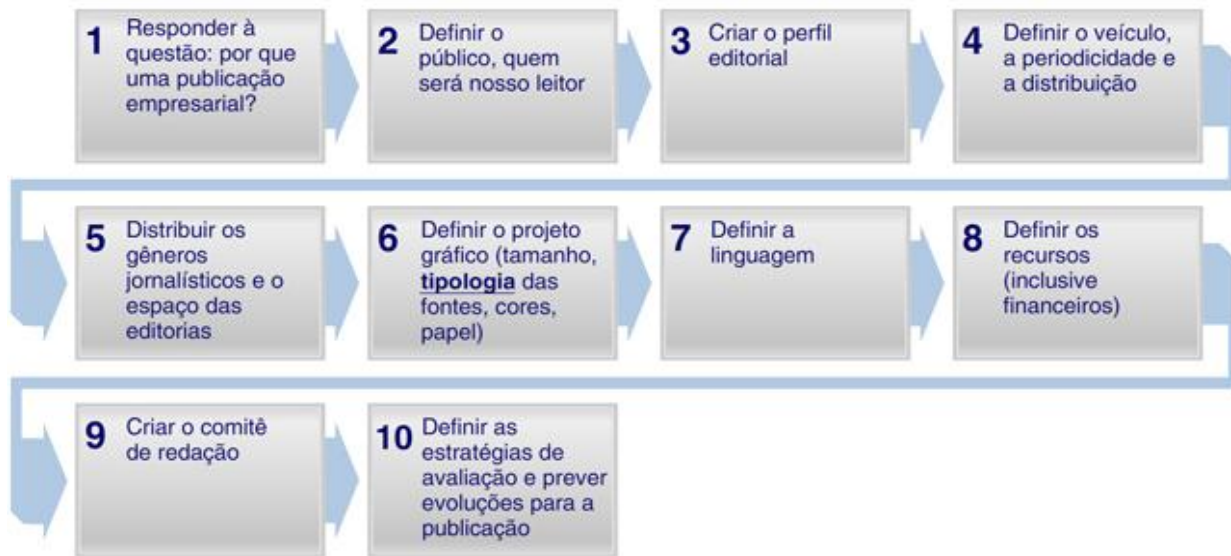 1 Responder à
questão: por que
uma publicação
empresarial?
2 Definir o
público, quem
será nosso leitor
3 Criar o perfil
editorial
4 Definir o veículo,
a periodicidade e
a distribuição
5 Distribuir os
gêneros
jornalísticos e o
espaço das
editorias
6 Definir o projeto
gráfico (tamanho,
tipologia das
fontes, cores,
papel)
7 Definir a
linguagem
8 Definir os
recursos
(inclusive
financeiros)
9 Criar o comitê
de redação
10 Definir as
estratégias de
avaliação e prever
evoluções para a
publicação